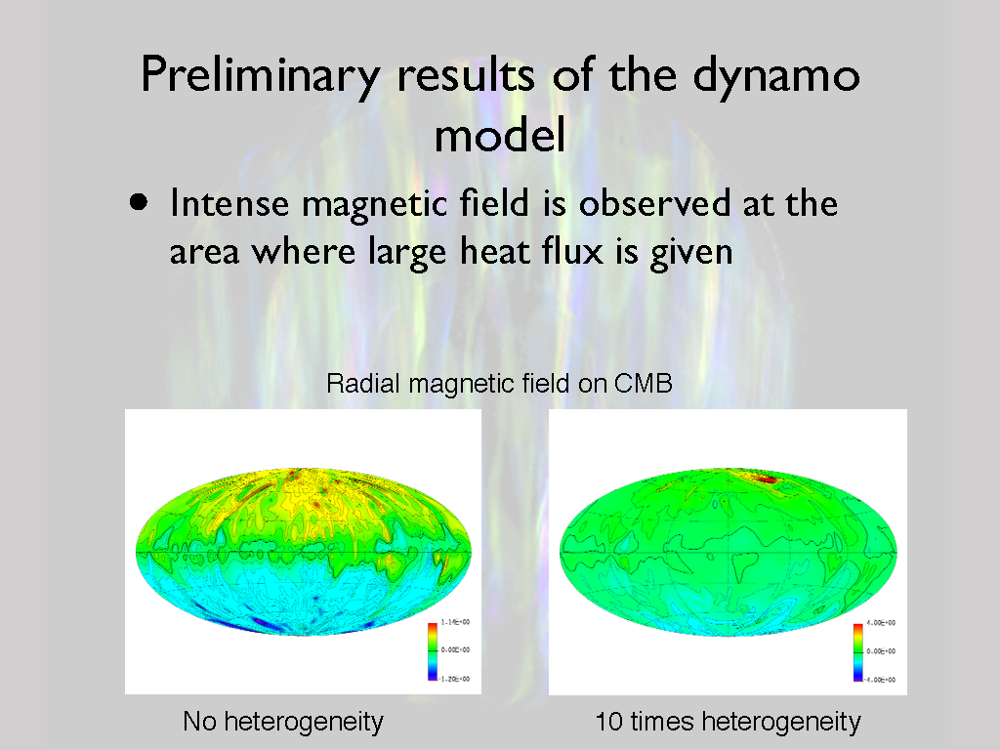 Preliminary results of the dynamo
model
• Intense magnetic field is observed at the
area where large heat flux is given
Radial magnetic field on CMB
1.14E+00
0.00E+00
-1.20E+00
4.00E+00
0.00E+00
-4.00E+00
No heterogeneity
10 times heterogeneity